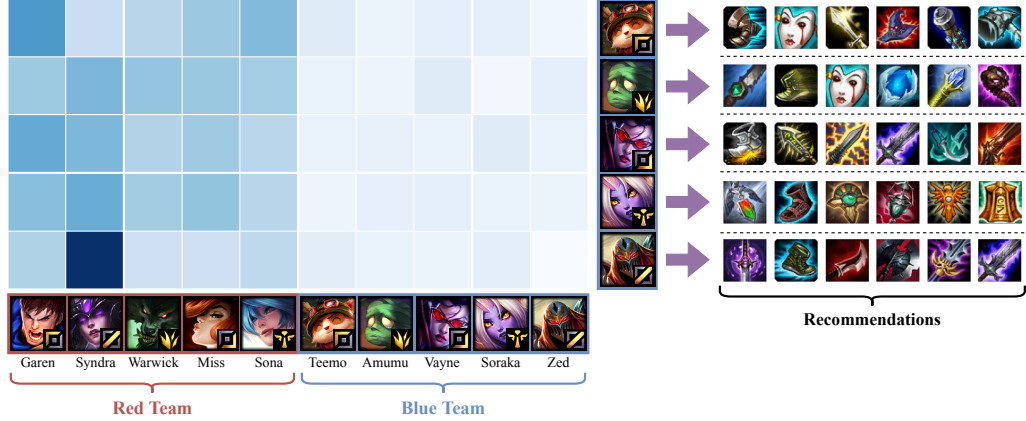 Recommendations
Garen Syndra Warwick Miss Sona Teemo Amumu Vayne Soraka Zed
Red Team Blue Team